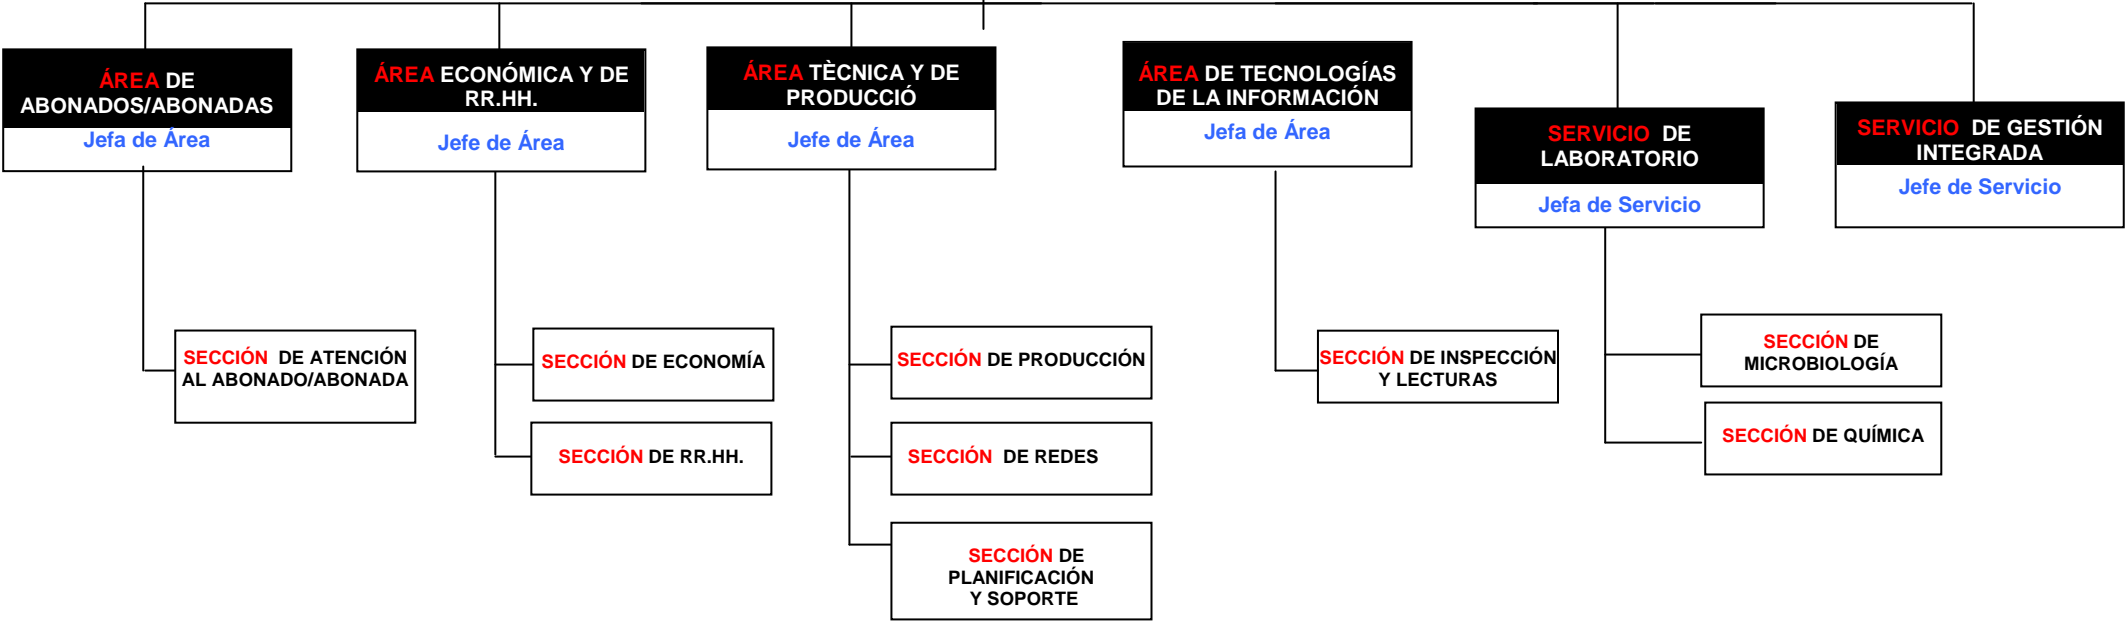 ÁREA DE
ABONADOS/ABONADAS
Jefa de Área
ÁREA ECONÓMICA Y DE
RR.HH.
Jefe de Área
ÁREA TÈCNICA Y DE
PRODUCCIÓ
Jefe de Área
ÁREA DE TECNOLOGÍAS
DE LA INFORMACIÓN
Jefa de Área
SERVICIO DE
LABORATORIO
Jefa de Servicio
SERVICIO DE GESTIÓN
INTEGRADA
Jefe de Servicio
SECCIÓN DE ATENCIÓN
AL ABONADO/ABONADA
SECCIÓN DE ECONOMÍA
SECCIÓN DE RR.HH.
SECCIÓN DE PRODUCCIÓN
SECCIÓN DE REDES
SECCIÓN DE
PLANIFICACIÓN
Y SOPORTE
SECCIÓN DE INSPECCIÓN
Y LECTURAS
SECCIÓN DE
MICROBIOLOGÍA
SECCIÓN DE QUÍMICA